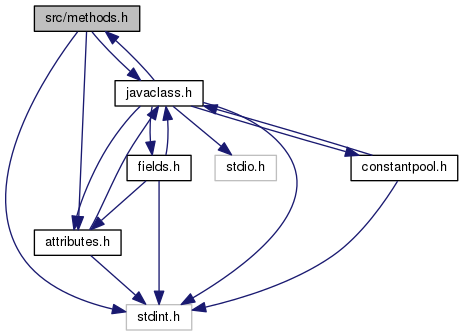 src/methods.h
javaclass.h
fields.h
stdio.h
constantpool.h
attributes.h
stdint.h